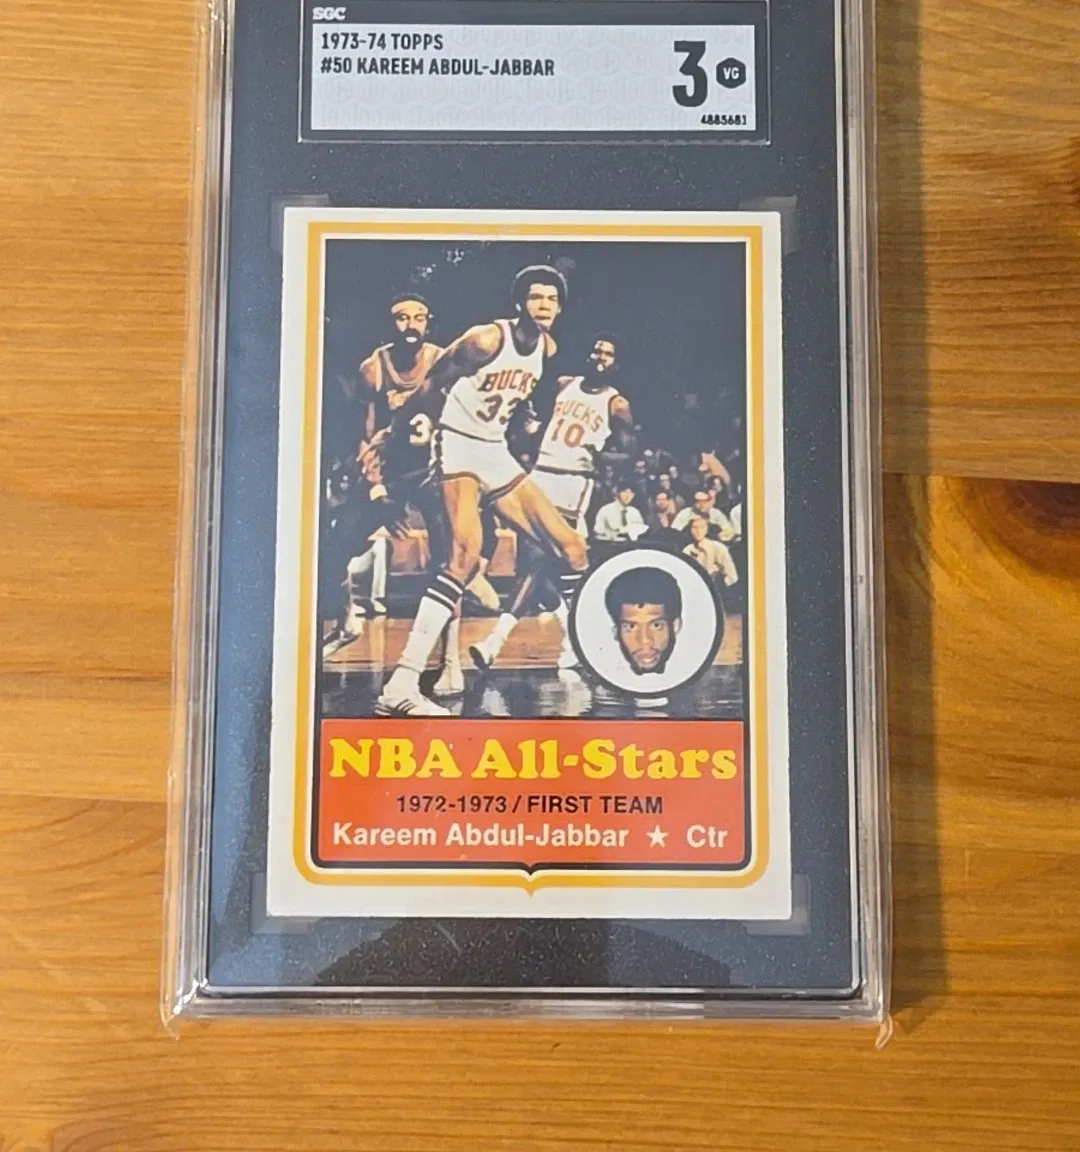 SGC
1973-74 TOPPS
#50 KAREEM ABDUL-JABBAR
3 VG
4885681
BUCKS
33
BUCKS
10
3
NBA All-Stars
1972-1973 / FIRST TEAM
Kareem Abdul-Jabbar ★ Ctr